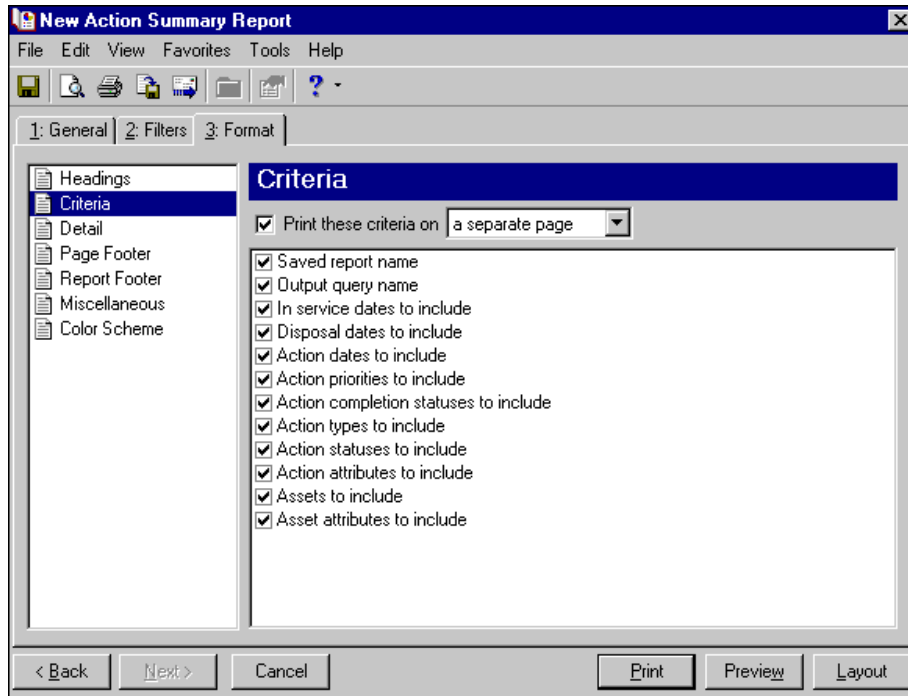 New Action Summary Report
File Edit View Favorites Tools Help
?
1: General 2: Filters 3: Format
Headings
Criteria
Detail
Page Footer
Report Footer
Miscellaneous
Color Scheme
Criteria
Print these criteria on a separate page
Saved report name
Output query name
In service dates to include
Disposal dates to include
Action dates to include
Action priorities to include
Action completion statuses to include
Action types to include
Action statuses to include
Action attributes to include
Assets to include
Asset attributes to include
< Back Next > Cancel Print Preview Layout